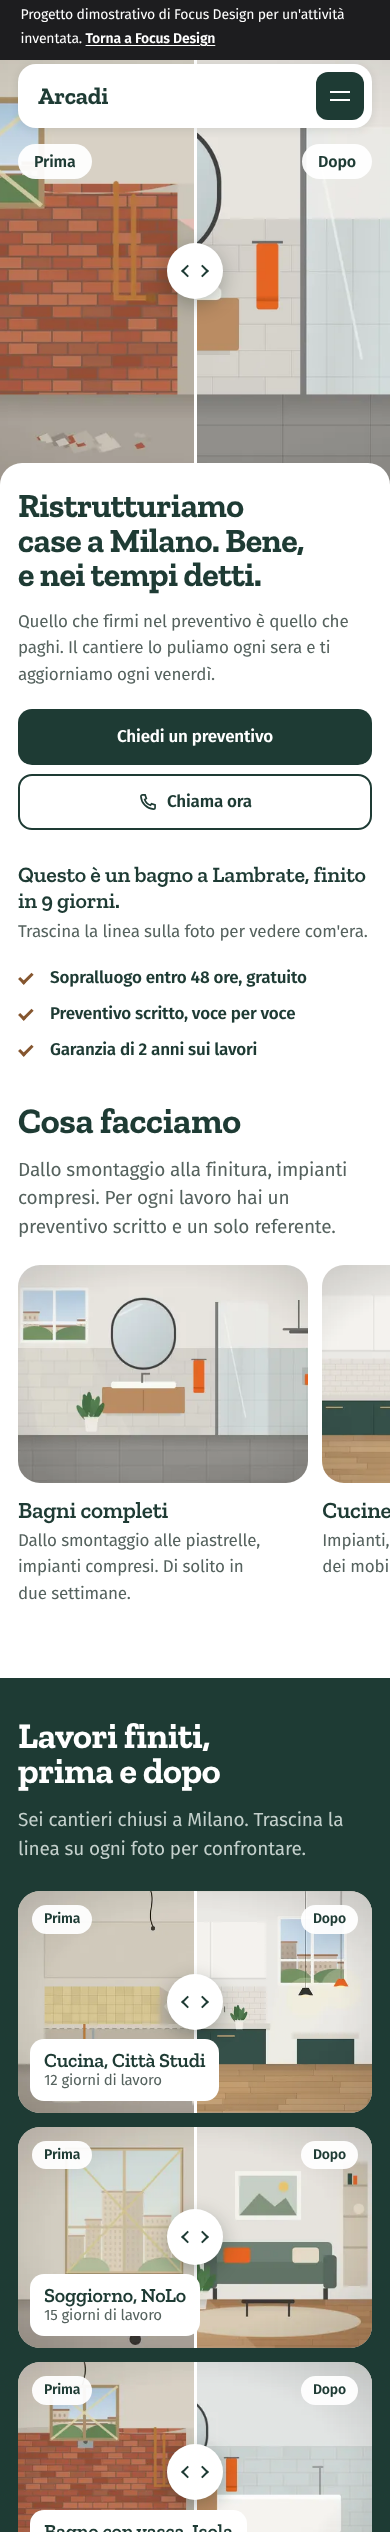 Progetto dimostrativo di Focus Design per un'attività
inventata. Torna a Focus Design
Arcadi
Prima
Dopo
Ristrutturiamo
case a Milano. Bene,
e nei tempi detti.
Quello che firmi nel preventivo è quello che
paghi. Il cantiere lo puliamo ogni sera e ti
aggiorniamo ogni venerdì.
Chiedi un preventivo
Chiama ora
Questo è un bagno a Lambrate, finito
in 9 giorni.
Trascina la linea sulla foto per vedere com'era.
Sopralluogo entro 48 ore, gratuito
Preventivo scritto, voce per voce
Garanzia di 2 anni sui lavori
Cosa facciamo
Dallo smontaggio alla finitura, impianti
compresi. Per ogni lavoro hai un
preventivo scritto e un solo referente.
Bagni completi
Dallo smontaggio alle piastrelle,
impianti compresi. Di solito in
due settimane.
Cucine
Impianti,
dei mobi
Lavori finiti,
prima e dopo
Sei cantieri chiusi a Milano. Trascina la
linea su ogni foto per confrontare.
Prima
Dopo
Cucina, Città Studi
12 giorni di lavoro
Prima
Dopo
Soggiorno, NoLo
15 giorni di lavoro
Prima
Dopo
Bagno con vasca, Isola